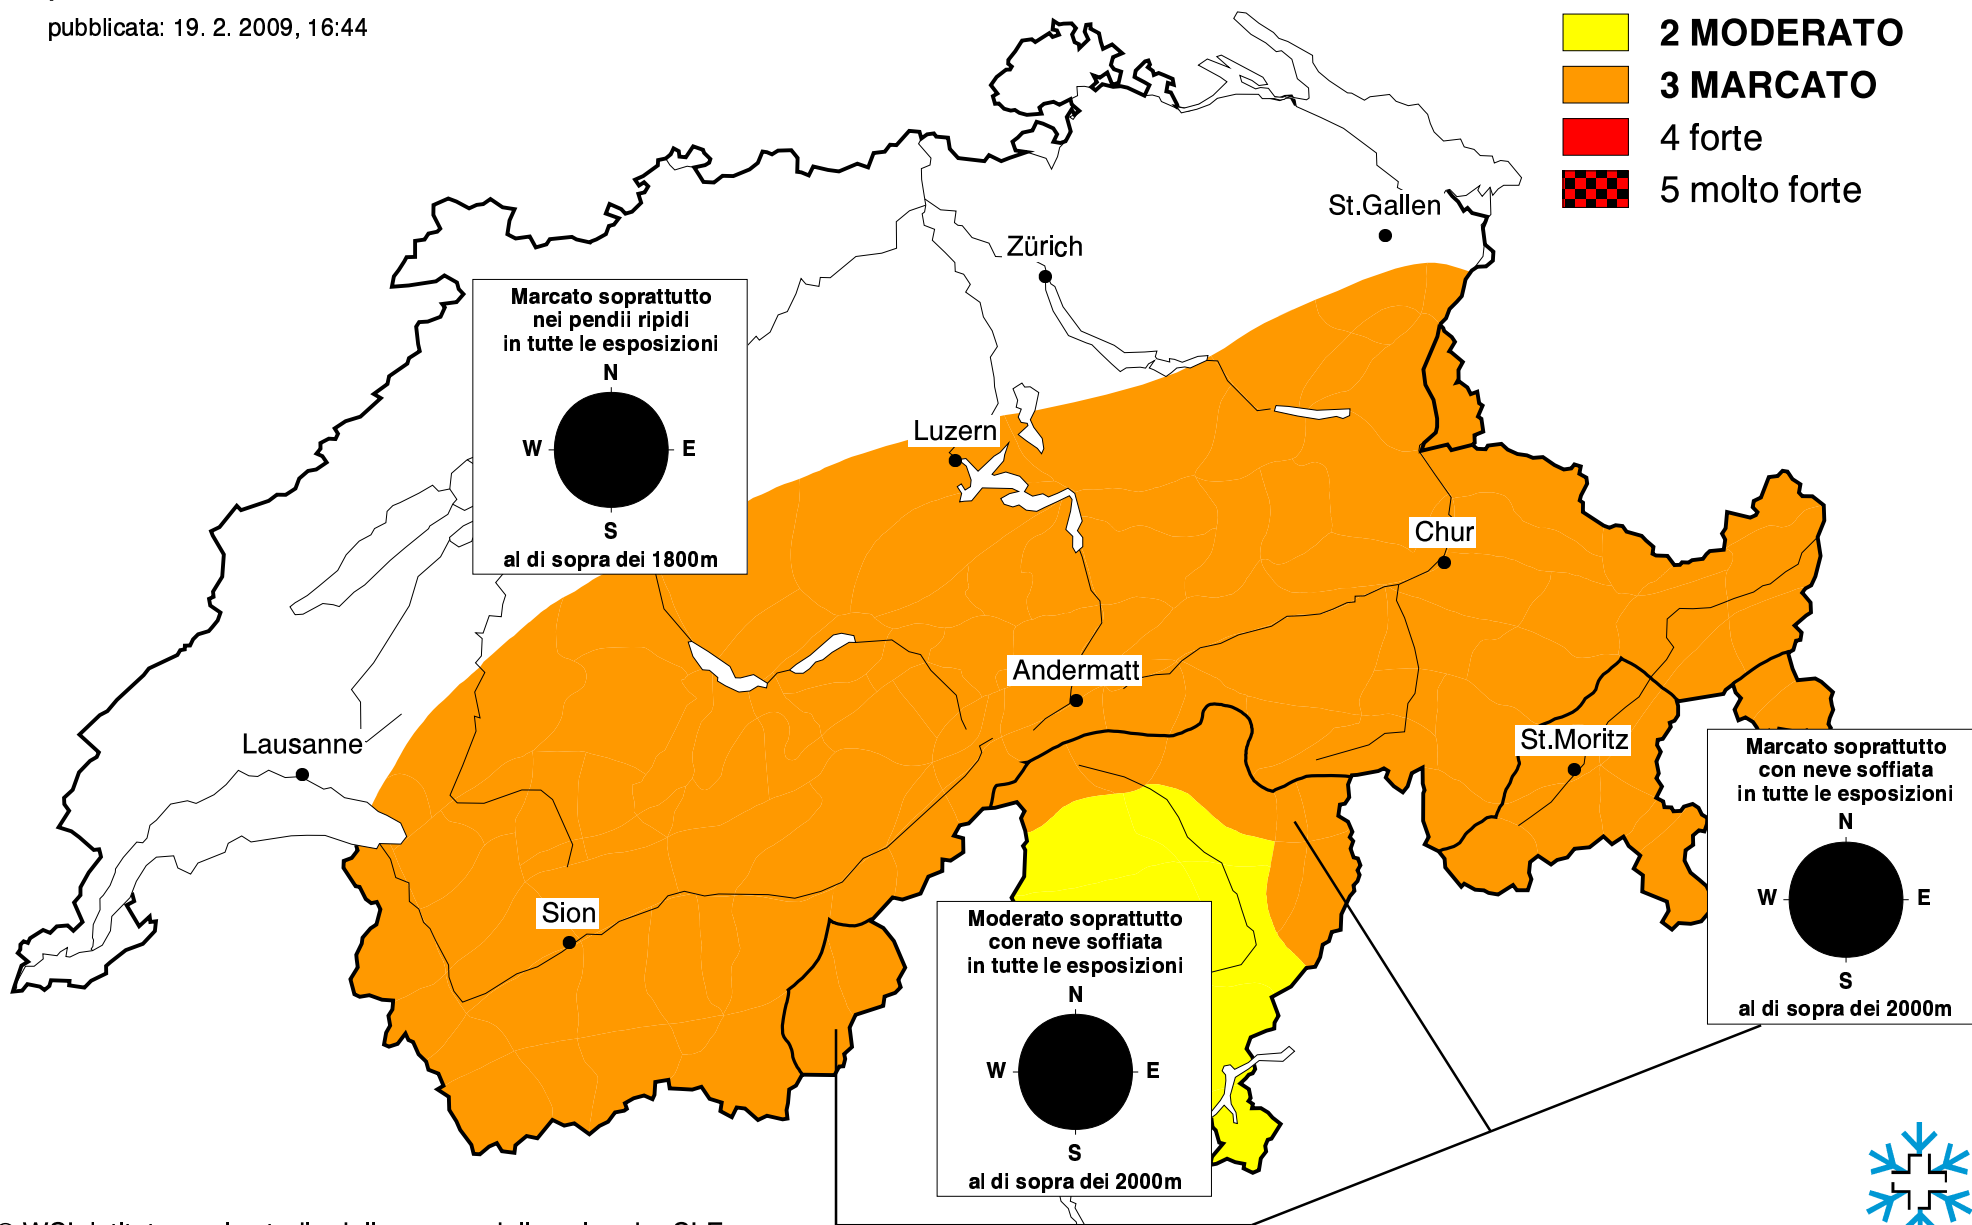 pubblicata: 19. 2. 2009, 16:44
2 MODERATO
3 MARCATO
4 forte
5 molto forte
St.Gallen
Zürich
Marcato soprattutto
nei pendii ripidi
in tutte le esposizioni
N
W E
S
al di sopra dei 1800m
Luzern
Chur
Andermatt
Lausanne
St.Moritz
Marcato soprattutto
con neve soffiata
in tutte le esposizioni
N
W E
S
al di sopra dei 2000m
Sion
Moderato soprattutto
con neve soffiata
in tutte le esposizioni
N
W E
S
al di sopra dei 2000m